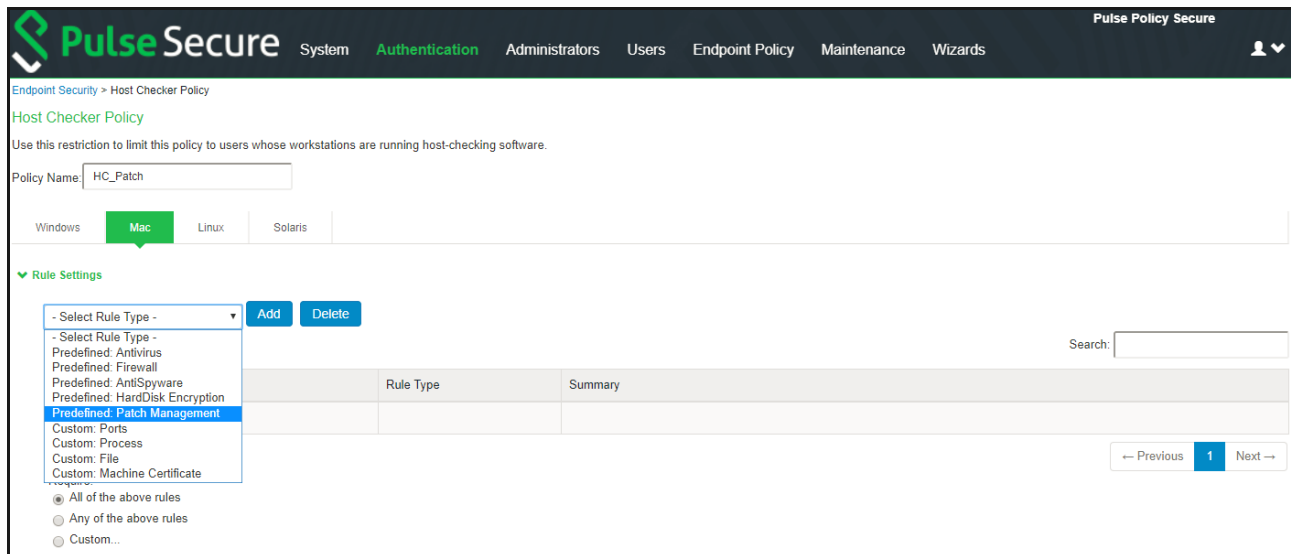 Pulse Policy Secure
Pulse Secure System Authentication Administrators Users Endpoint Policy Maintenance Wizards
Endpoint Security > Host Checker Policy
Host Checker Policy
Use this restriction to limit this policy to users whose workstations are running host-checking software.
Policy Name: HC_Patch
Windows Mac Linux Solaris
Rule Settings
- Select Rule Type - Add Delete
- Select Rule Type -
Predefined: Antivirus
Predefined: Firewall
Predefined: AntiSpyware
Predefined: HardDisk Encryption
Predefined: Patch Management
Custom: Ports
Custom: Process
Custom: File
Custom: Machine Certificate
Search:
Rule Type Summary
← Previous 1 Next →
All of the above rules
Any of the above rules
Custom...